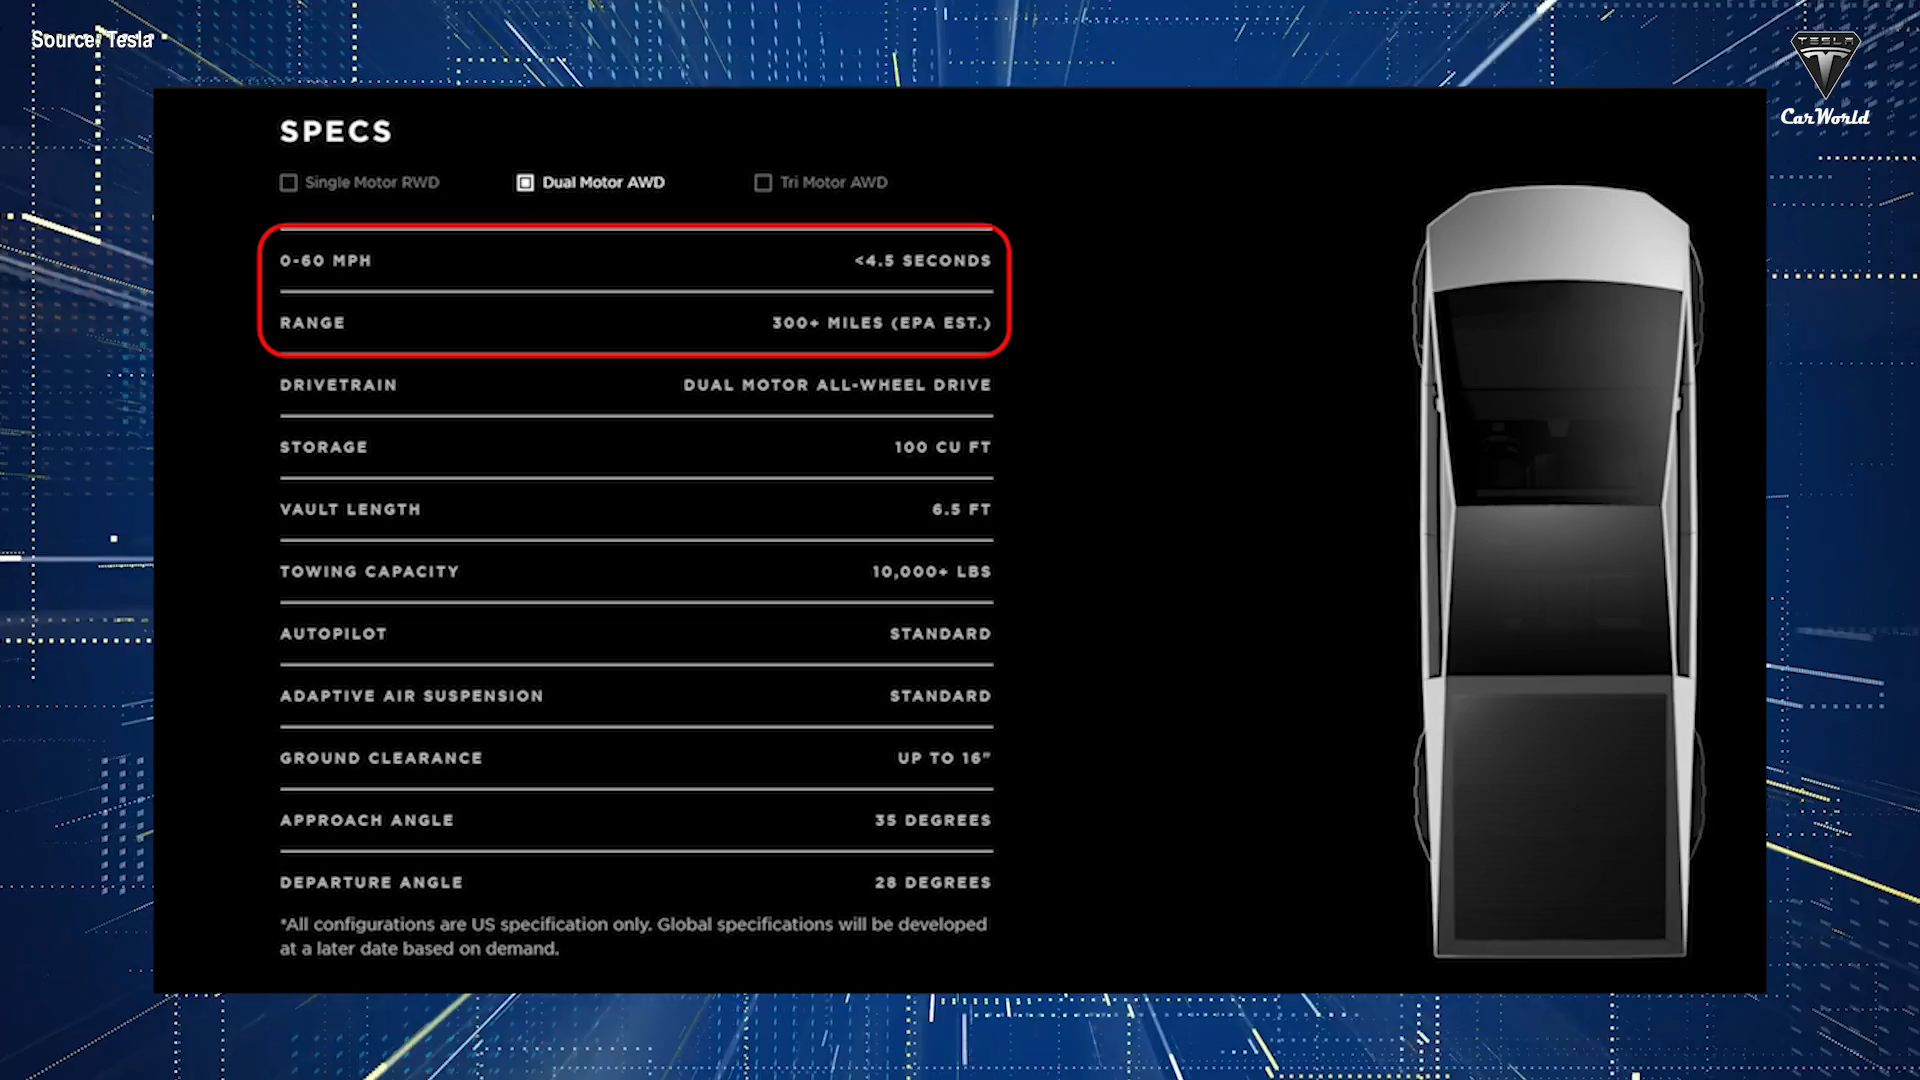 Source: Tesla
TESLA
CarWorld
SPECS
Single Motor RWD
Dual Motor AWD
Tri Motor AWD
0-60 MPH <4.5 SECONDS
RANGE 300+ MILES (EPA EST.)
DRIVETRAIN DUAL MOTOR ALL-WHEEL DRIVE
STORAGE 100 CU FT
VAULT LENGTH 6.5 FT
TOWING CAPACITY 10,000+ LBS
AUTOPILOT STANDARD
ADAPTIVE AIR SUSPENSION STANDARD
GROUND CLEARANCE UP TO 16"
APPROACH ANGLE 35 DEGREES
DEPARTURE ANGLE 28 DEGREES
*All configurations are US specification only. Global specifications will be developed
at a later date based on demand.